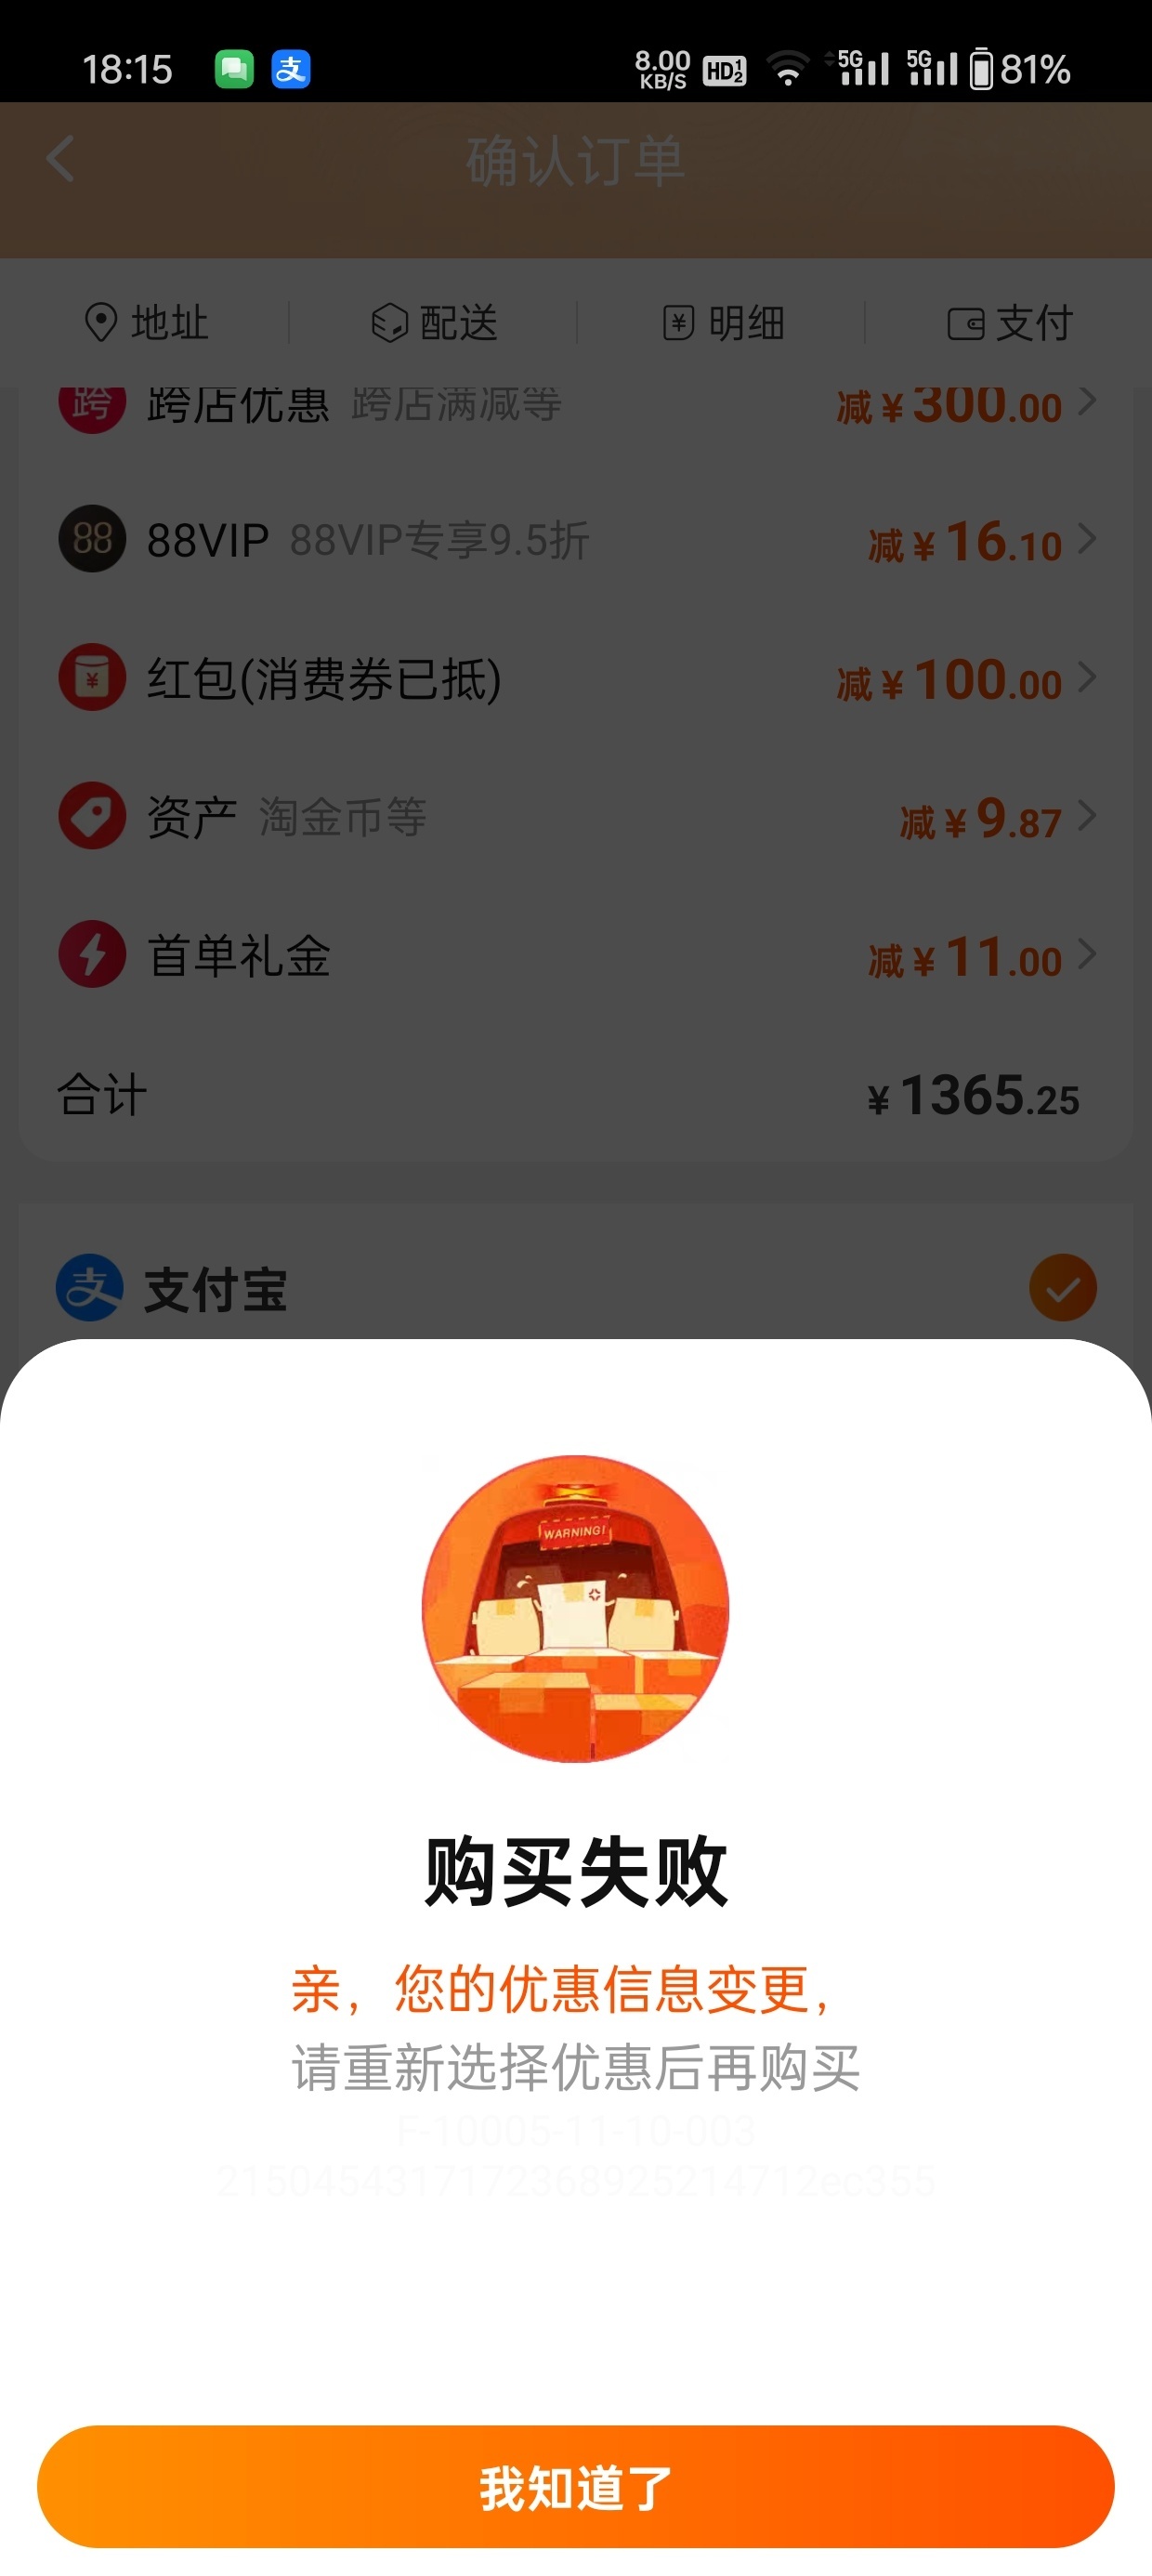 18:15
8.00
KB/S
HD
5G
5G
81%
确认订单
地址 配送 明细 支付
跨 跨店优惠 跨店满减等 减¥300.00
88 88VIP 88VIP专享9.5折 减¥16.10
红包(消费券已抵) 减¥100.00
资产 淘金币等 减¥9.87
首单礼金 减¥11.00
合计 ¥1365.25
支付宝
WARNING!
购买失败
亲，您的优惠信息变更，
请重新选择优惠后再购买
F-10005-11-10-003
2150454317172368925214712ec355
我知道了